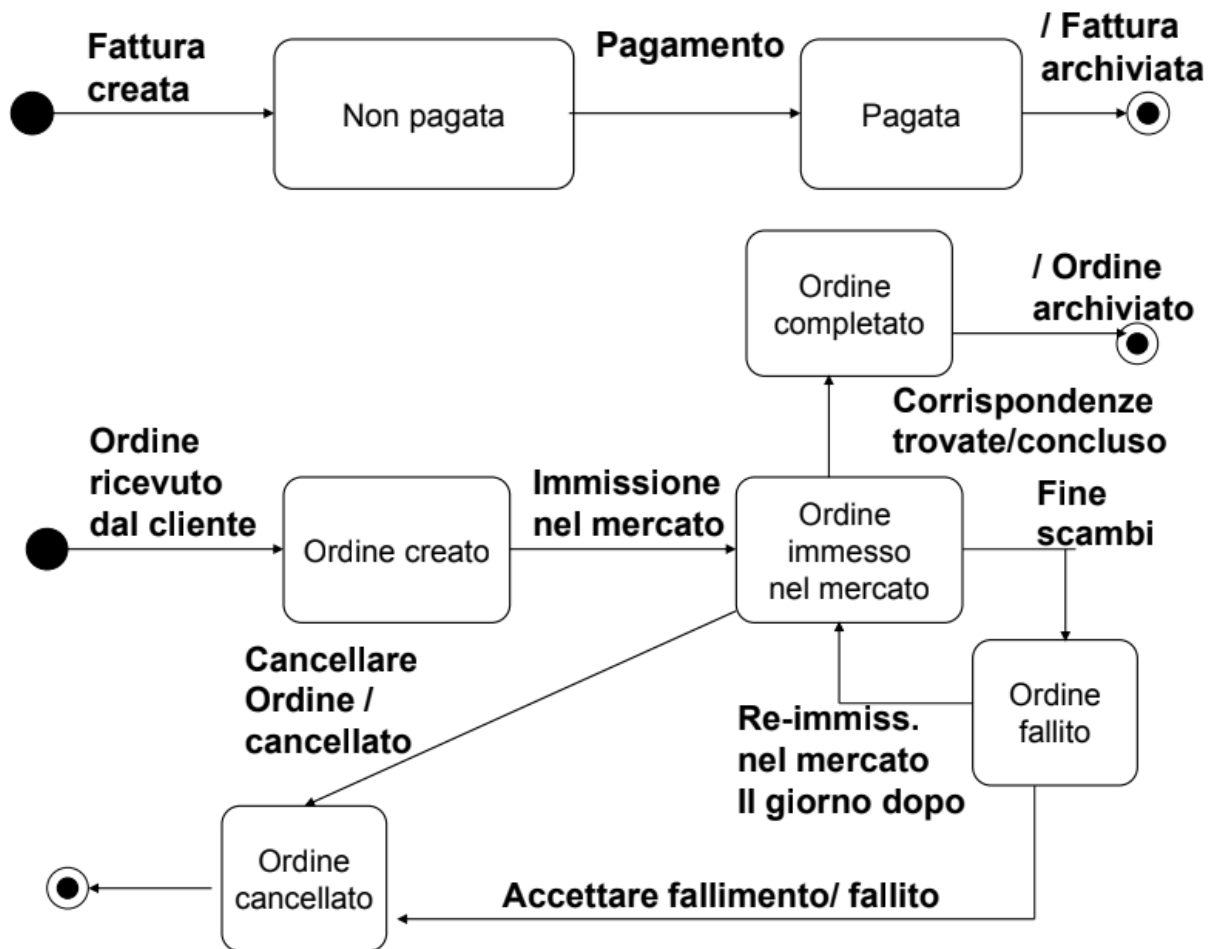 Fattura
creata
Non pagata
Pagamento
Pagata
/ Fattura
archiviata
Ordine
completato
/ Ordine
archiviato
Corrispondenze
trovate/concluso
Ordine
ricevuto
dal cliente
Ordine creato
Immissione
nel mercato
Ordine
immesso
nel mercato
Fine
scambi
Cancellare
Ordine /
cancellato
Re-immiss.
nel mercato
Il giorno dopo
Ordine
fallito
Ordine
cancellato
Accettare fallimento/ fallito